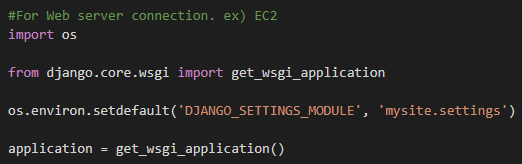 #For Web server connection. ex) EC2
import os
from django.core.wsgi import get_wsgi_application
os.environ.setdefault('DJANGO_SETTINGS_MODULE', 'mysite.settings')
application = get_wsgi_application()